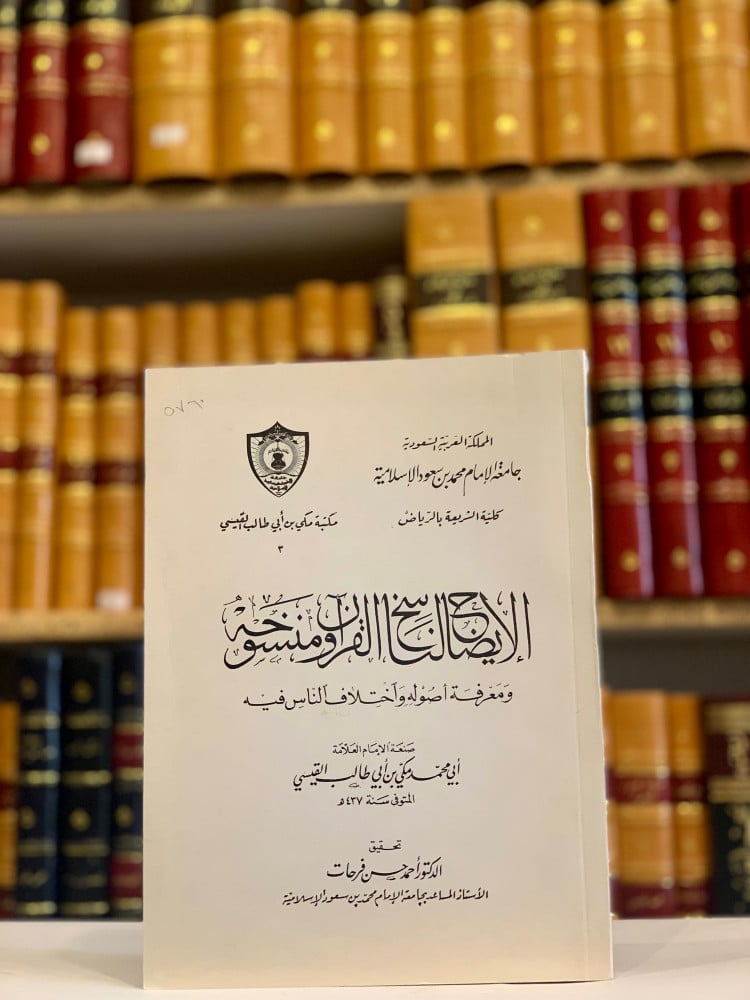 ٥٧٦٠
المملكة العربية السعودية
جامعة الإمام محمد بن سعود الإسلامية
كلية الشريعة بالرياض
مكتبة مكي بن أبي طالب القيسي
٣
الإيضاح لناسخ القرآن ومنسوخه
ومعرفة أصوله واختلاف الناس فيه
صنعة الإمام العلامة
أبي محمد مكي بن أبي طالب القيسي
المتوفى سنة ٤٣٧ هـ
تحقيق
الدكتور أحمد حسن فرحات
الأستاذ المساعد بجامعة الإمام محمد بن سعود الإسلامية